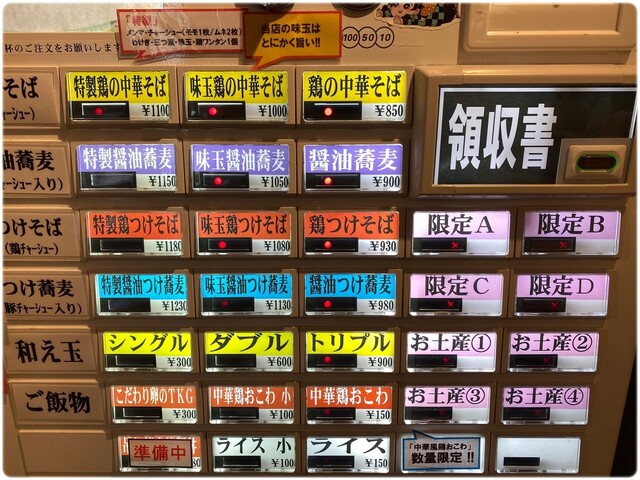 「特製」
メンマ・チャーシュー(モモ1枚/ムネ2枚)
わけぎ・三つ葉・味玉・鶏ワンタン1個
当店の味玉は
とにかく旨い!!
100 50 10
杯のご注文をお願いします
そば
チャーシュー)
特製鶏の中華そば
¥1100
味玉鶏の中華そば
¥1000
鶏の中華そば
¥850
領収書
油蕎麦
ーシュー入り)
特製醤油蕎麦
¥1150
味玉醤油蕎麦
¥1050
醤油蕎麦
¥900
つけそば
(鶏チャーシュー)
特製鶏つけそば
¥1180
味玉鶏つけそば
¥1080
鶏つけそば
¥930
限定A
限定B
つけ蕎麦
豚チャーシュー入り)
特製醤油つけ蕎麦
¥1230
味玉醤油つけ蕎麦
¥1130
醤油つけ蕎麦
¥980
限定C
限定D
和え玉
シングル
¥300
ダブル
¥600
トリプル
¥900
お土産①
お土産②
ご飯物
こだわり卵のTKG
¥300
中華鶏おこわ 小
¥100
中華鶏おこわ
¥150
お土産③
お土産④
準備中
ライス 小
¥100
ライス
¥150
「中華風鶏おこわ」
数量限定!!